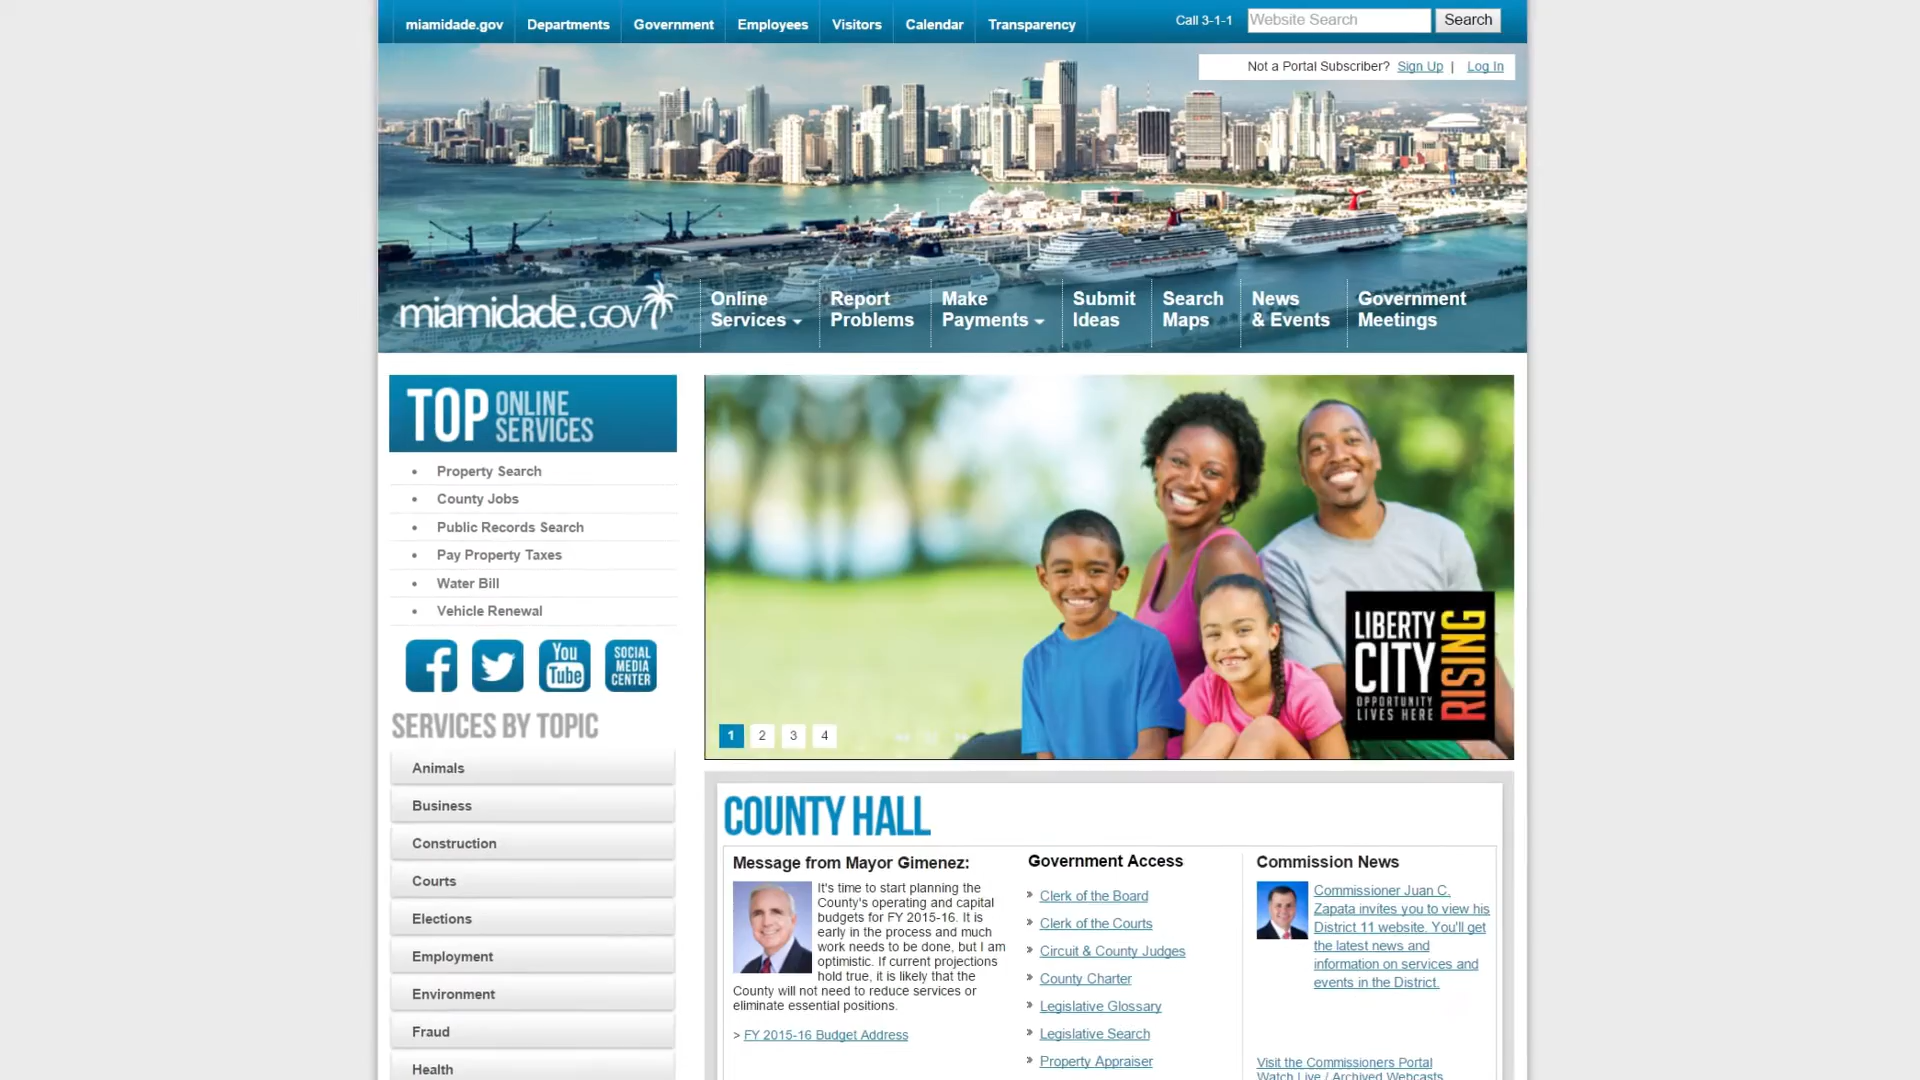 miamidade.gov
Departments
Government
Employees
Visitors
Calendar
Transparency
Call 3-1-1
Website Search
Search
Not a Portal Subscriber? Sign Up | Log In
miamidade.gov
Online
Services
Report
Problems
Make
Payments
Submit
Ideas
Search
Maps
News
& Events
Government
Meetings
TOP ONLINE
SERVICES
Property Search
County Jobs
Public Records Search
Pay Property Taxes
Water Bill
Vehicle Renewal
You
Tube
SOCIAL
MEDIA
CENTER
SERVICES BY TOPIC
Animals
Business
Construction
Courts
Elections
Employment
Environment
Fraud
Health
LIBERTY
CITY
RISING
OPPORTUNITY
LIVES HERE
1 2 3 4
COUNTY HALL
Message from Mayor Gimenez:
It's time to start planning the
County's operating and capital
budgets for FY 2015-16. It is
early in the process and much
work needs to be done, but I am
optimistic. If current projections
hold true, it is likely that the
County will not need to reduce services or
eliminate essential positions.
> FY 2015-16 Budget Address
Government Access
Clerk of the Board
Clerk of the Courts
Circuit & County Judges
County Charter
Legislative Glossary
Legislative Search
Property Appraiser
Commission News
Commissioner Juan C.
Zapata invites you to view his
District 11 website. You'll get
the latest news and
information on services and
events in the District.
Visit the Commissioners Portal
Watch Live / Archived Webcasts